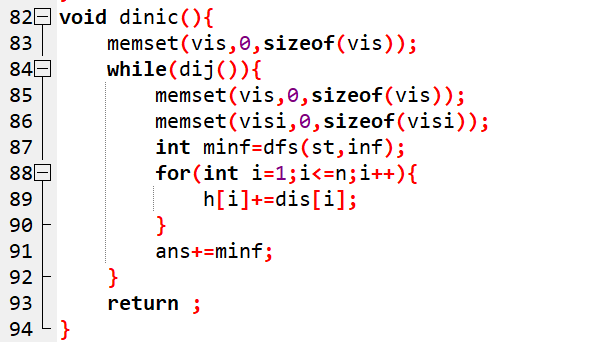 82 void dinic(){
83     memset(vis,0,sizeof(vis));
84     while(dij()){
85         memset(vis,0,sizeof(vis));
86         memset(visi,0,sizeof(visi));
87         int minf=dfs(st,inf);
88         for(int i=1;i<=n;i++){
89             h[i]+=dis[i];
90         }
91         ans+=minf;
92     }
93     return ;
94 }